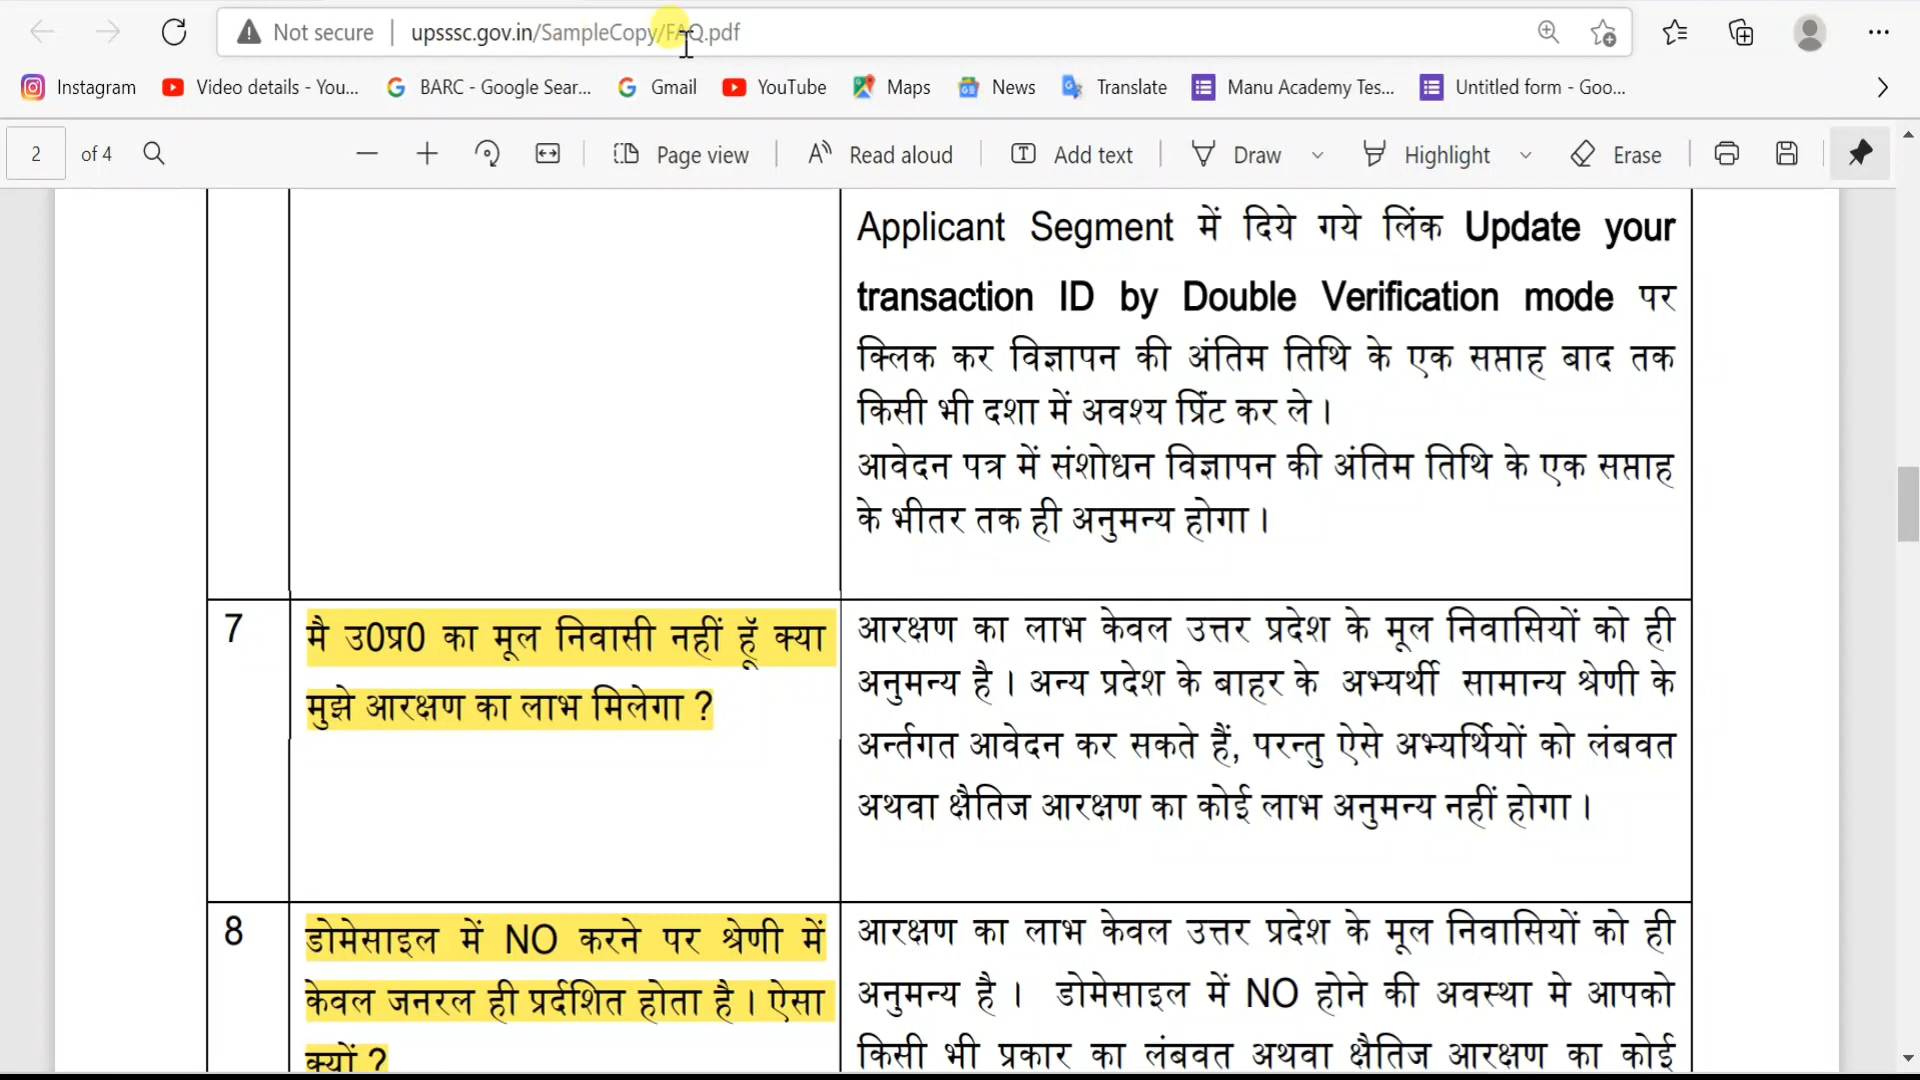 Not secure | upsssc.gov.in/SampleCopy/FAQ.pdf
Instagram Video details - You... BARC - Google Sear... Gmail YouTube Maps News Translate Manu Academy Tes... Untitled form - Goo...
2 of 4 Page view Read aloud Add text Draw Highlight Erase
Applicant Segment में दिये गये लिंक Update your
transaction ID by Double Verification mode पर
क्लिक कर विज्ञापन की अंतिम तिथि के एक सप्ताह बाद तक
किसी भी दशा में अवश्य प्रिंट कर ले ।
आवेदन पत्र में संशोधन विज्ञापन की अंतिम तिथि के एक सप्ताह
के भीतर तक ही अनुमन्य होगा ।
7
मै उ0प्र0 का मूल निवासी नहीं हूॅ क्या
मुझे आरक्षण का लाभ मिलेगा ?
आरक्षण का लाभ केवल उत्तर प्रदेश के मूल निवासियों को ही
अनुमन्य है । अन्य प्रदेश के बाहर के अभ्यर्थी सामान्य श्रेणी के
अर्न्तगत आवेदन कर सकते हैं, परन्तु ऐसे अभ्यर्थियों को लंबवत
अथवा क्षैतिज आरक्षण का कोई लाभ अनुमन्य नहीं होगा ।
8
डोमेसाइल में NO करने पर श्रेणी में
केवल जनरल ही प्रर्दशित होता है । ऐसा
क्यों ?
आरक्षण का लाभ केवल उत्तर प्रदेश के मूल निवासियों को ही
अनुमन्य है । डोमेसाइल में NO होने की अवस्था मे आपको
किसी भी प्रकार का लंबवत अथवा क्षैतिज आरक्षण का कोई